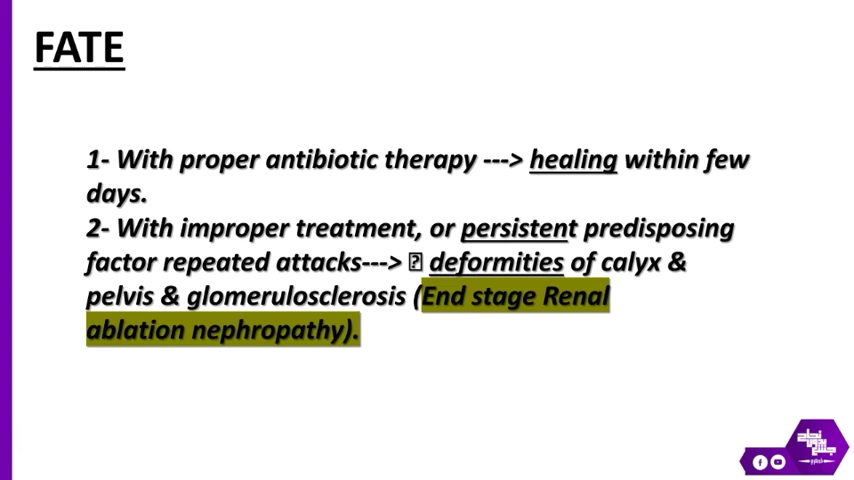 FATE
1- With proper antibiotic therapy ---> healing within few
days.
2- With improper treatment, or persistent predisposing
factor repeated attacks---> deformities of calyx &
pelvis & glomerulosclerosis (End stage Renal
ablation nephropathy).